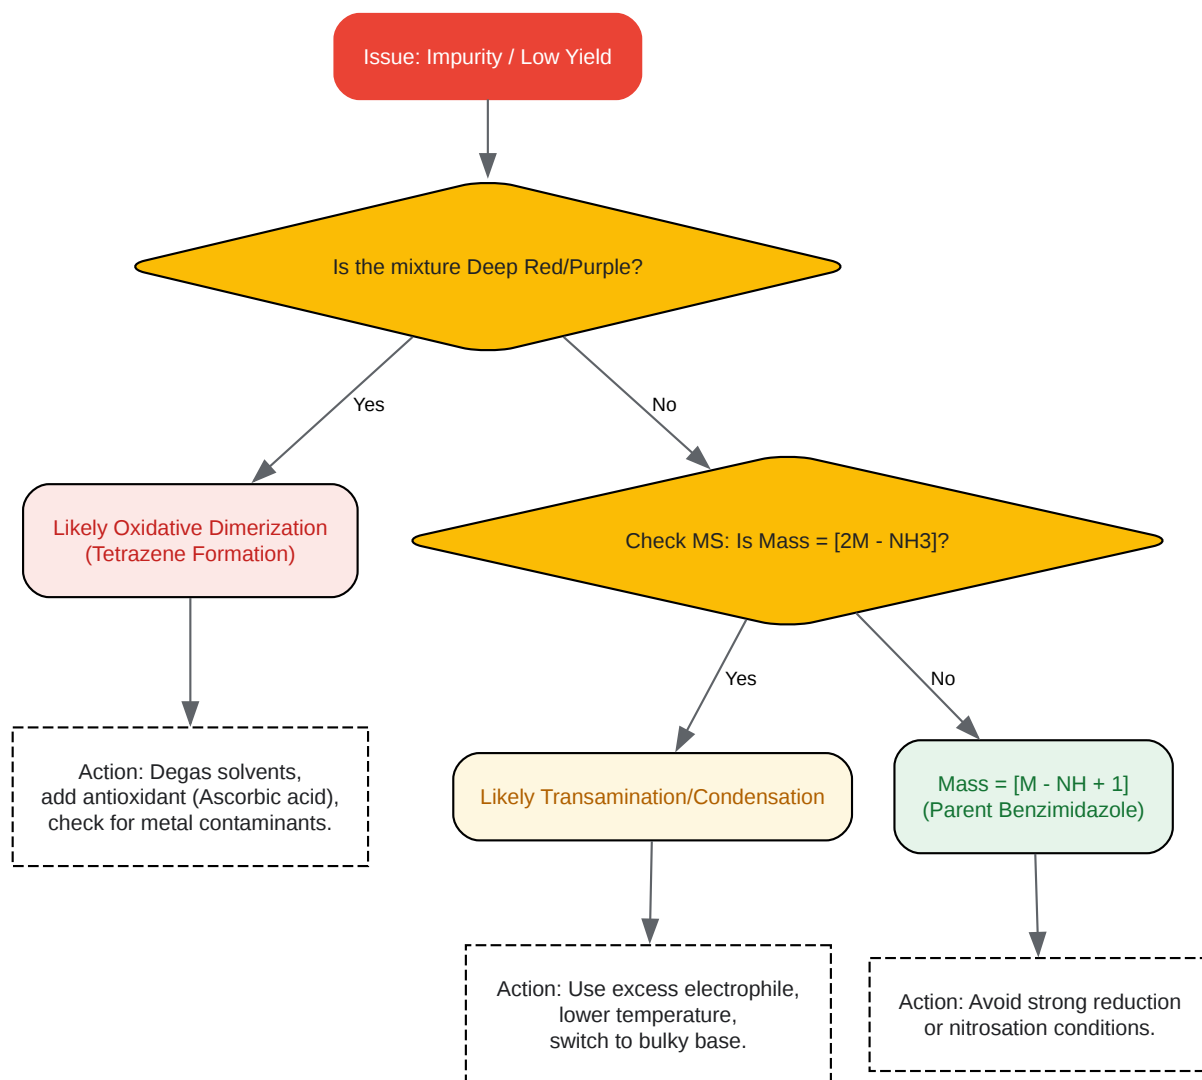 Issue: Impurity / Low Yield
Is the mixture Deep Red/Purple?
Yes
No
Likely Oxidative Dimerization
(Tetrazene Formation)
Check MS: Is Mass = [2M - NH3]?
Yes
No
Action: Degas solvents,
add antioxidant (Ascorbic acid),
check for metal contaminants.
Likely Transamination/Condensation
Mass = [M - NH + 1]
(Parent Benzimidazole)
Action: Use excess electrophile,
lower temperature,
switch to bulky base.
Action: Avoid strong reduction
or nitrosation conditions.